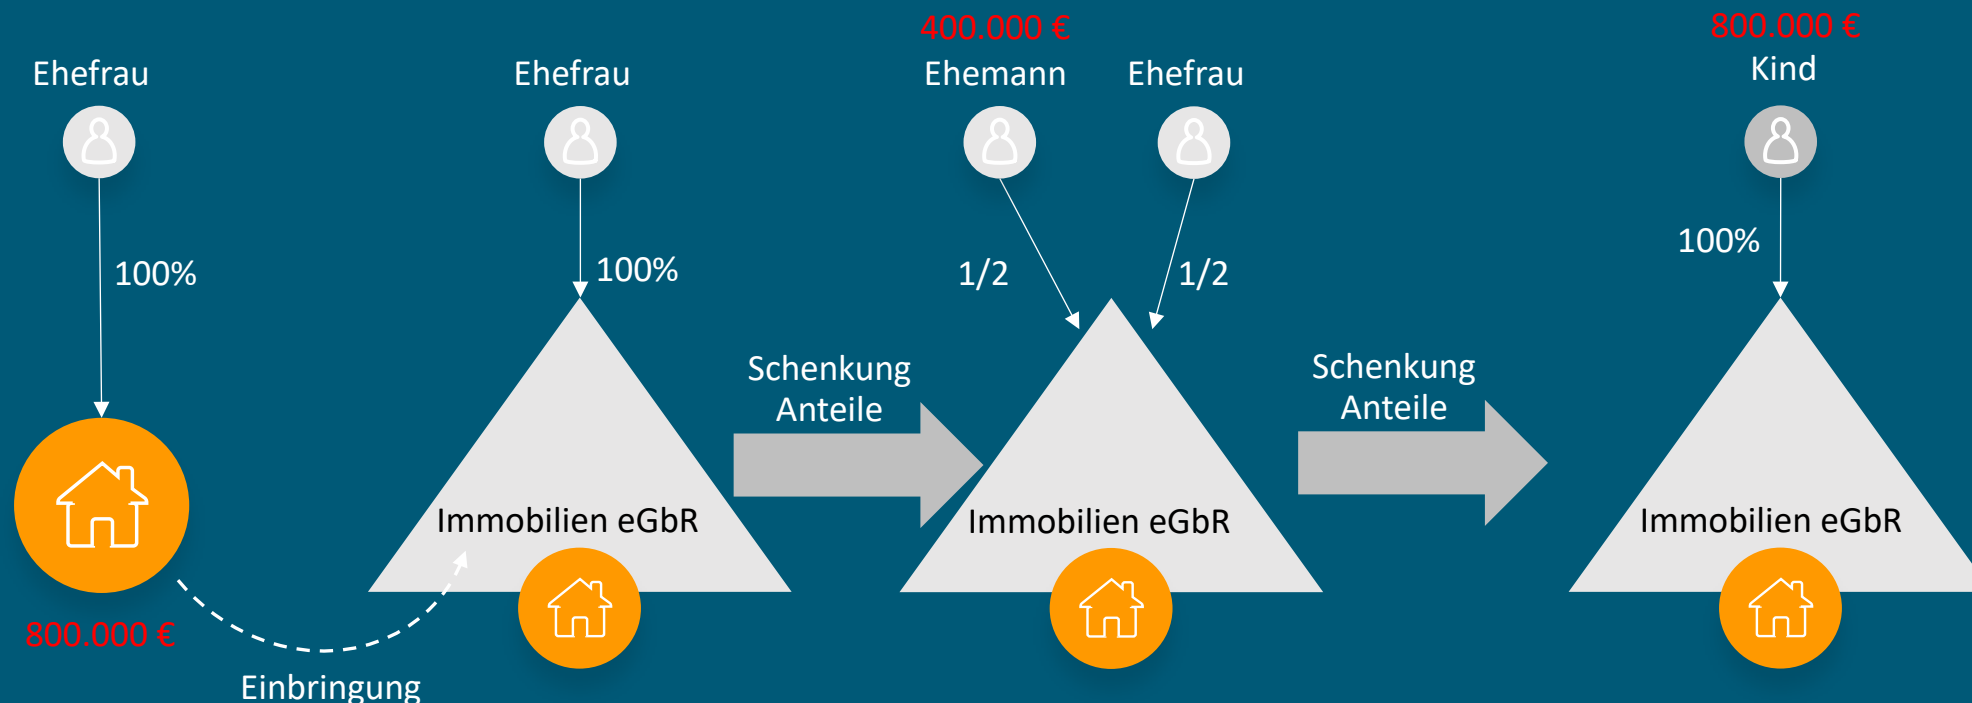 Ehefrau
100%
800.000 €
Einbringung
Ehefrau
100%
Immobilien eGbR
Schenkung
Anteile
400.000 €
Ehemann
Ehefrau
1/2
1/2
Immobilien eGbR
Schenkung
Anteile
800.000 €
Kind
100%
Immobilien eGbR